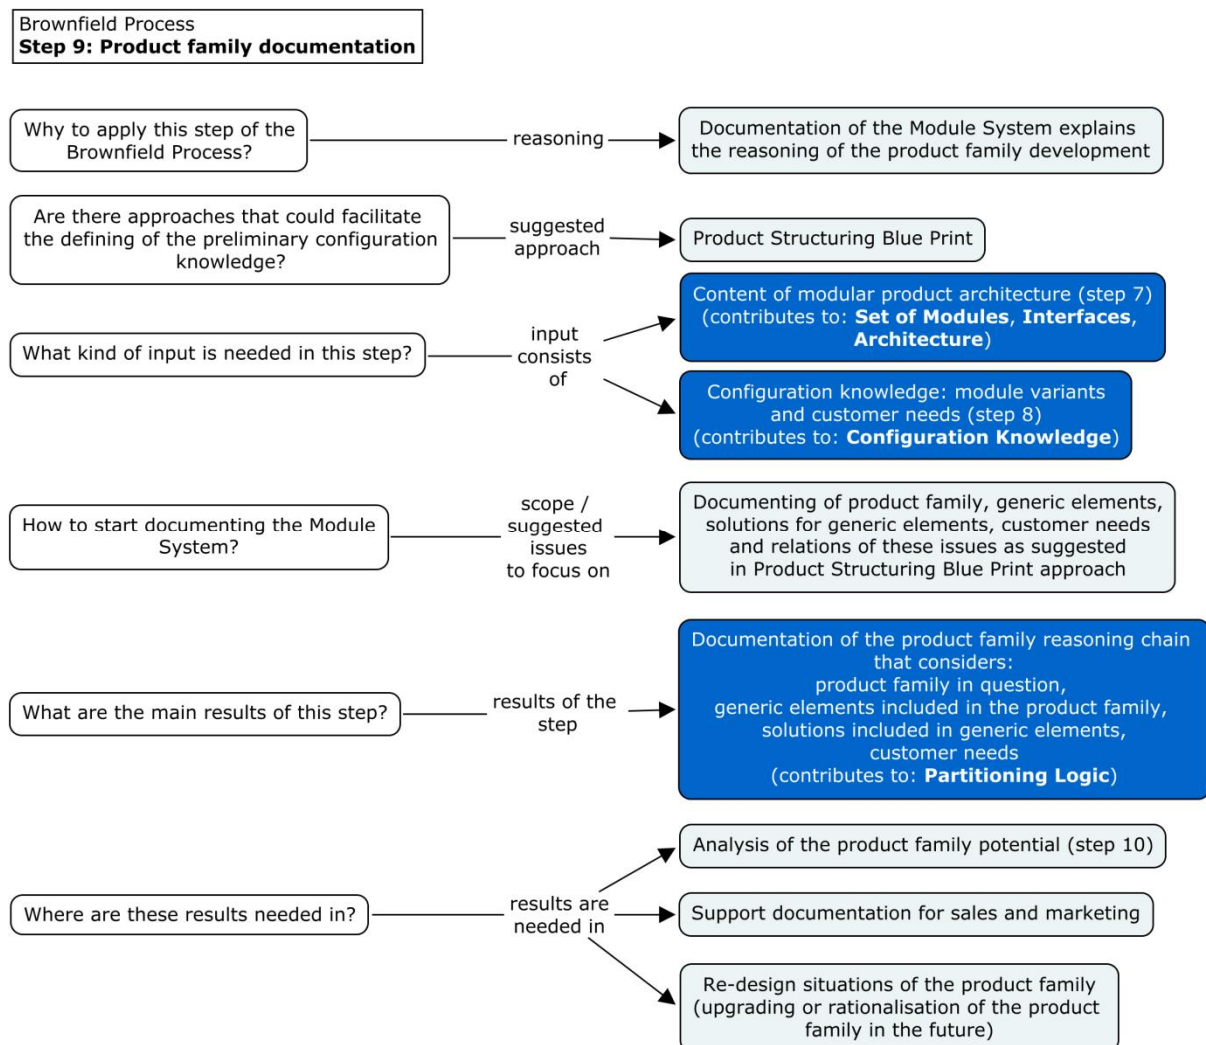 Brownfield Process
Step 9: Product family documentation
Why to apply this step of the
Brownfield Process?
reasoning
Documentation of the Module System explains
the reasoning of the product family development
Are there approaches that could facilitate
the defining of the preliminary configuration
knowledge?
suggested
approach
Product Structuring Blue Print
What kind of input is needed in this step?
input
consists
of
Content of modular product architecture (step 7)
(contributes to: Set of Modules, Interfaces,
Architecture)
Configuration knowledge: module variants
and customer needs (step 8)
(contributes to: Configuration Knowledge)
How to start documenting the Module
System?
scope /
suggested
issues
to focus on
Documenting of product family, generic elements,
solutions for generic elements, customer needs
and relations of these issues as suggested
in Product Structuring Blue Print approach
What are the main results of this step?
results of the
step
Documentation of the product family reasoning chain
that considers:
product family in question,
generic elements included in the product family,
solutions included in generic elements,
customer needs
(contributes to: Partitioning Logic)
Where are these results needed in?
results are
needed in
Analysis of the product family potential (step 10)
Support documentation for sales and marketing
Re-design situations of the product family
(upgrading or rationalisation of the product
family in the future)